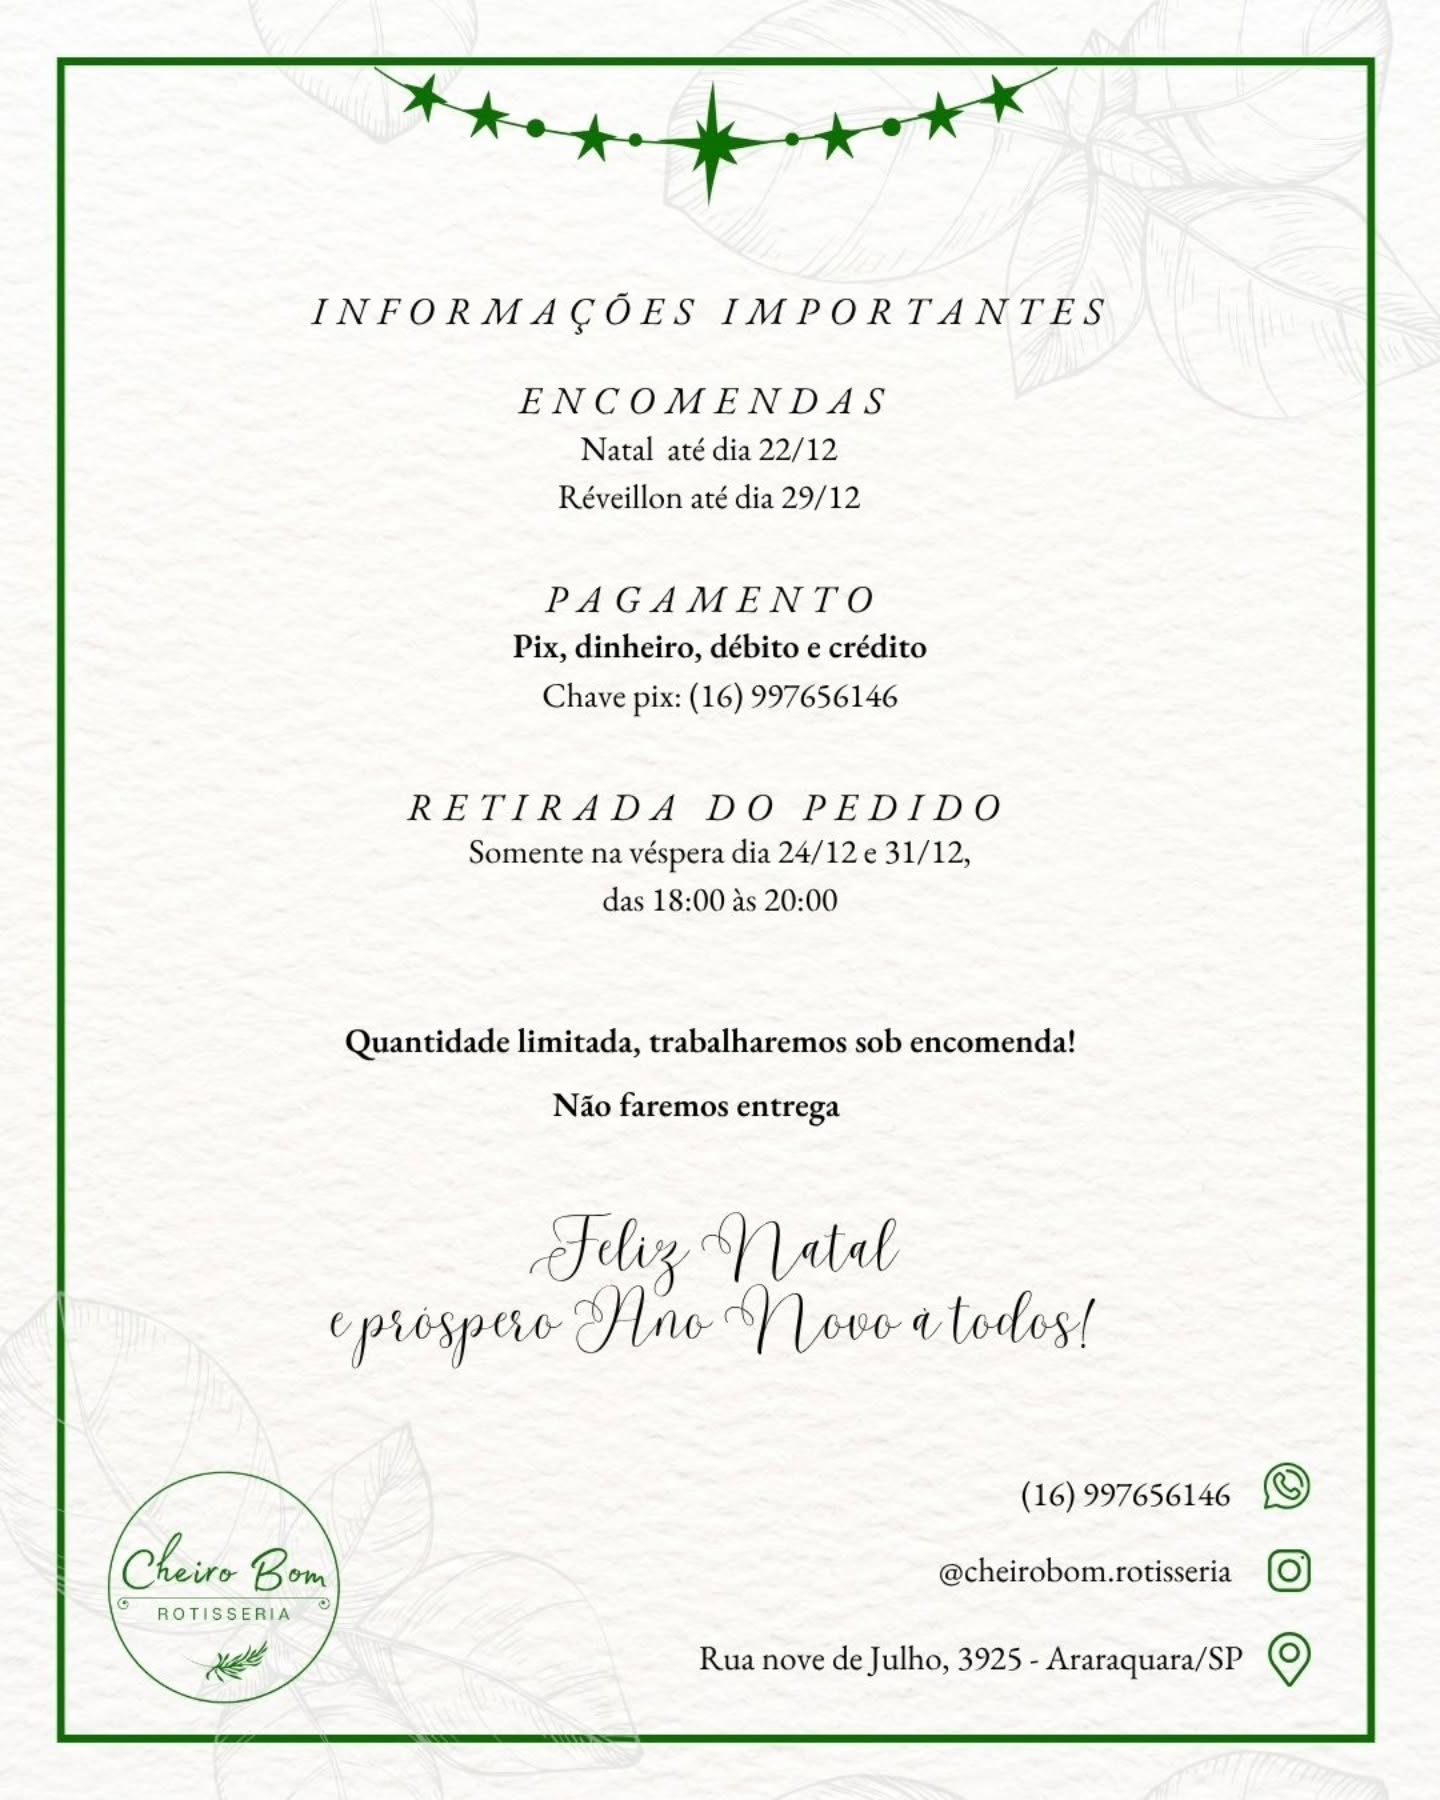 INFORMAÇÕES IMPORTANTES
ENCOMENDAS
Natal até dia 22/12
Réveillon até dia 29/12
PAGAMENTO
Pix, dinheiro, débito e crédito
Chave pix: (16) 997656146
RETIRADA DO PEDIDO
Somente na véspera dia 24/12 e 31/12,
das 18:00 às 20:00
Quantidade limitada, trabalharemos sob encomenda!
Não faremos entrega
Feliz Natal
e próspero Ano Novo à todos!
(16) 997656146
@cheirobom.rotisseria
Rua nove de Julho, 3925 - Araraquara/SP
Cheiro Bom
ROTISSERIA